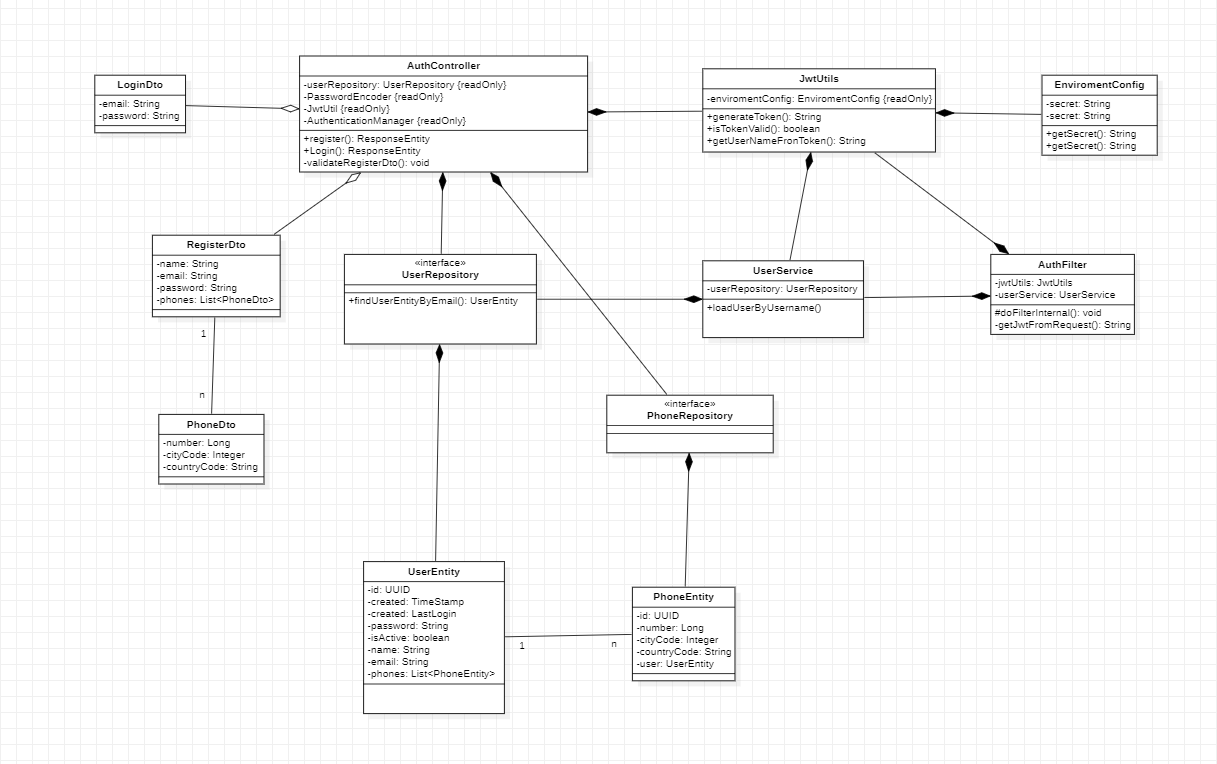 LoginDto
-email: String
-password: String
AuthController
-userRepository: UserRepository {readOnly}
-PasswordEncoder {readOnly}
-JwtUtil {readOnly}
-AuthenticationManager {readOnly}
+register(): ResponseEntity
+Login(): ResponseEntity
-validateRegisterDto(): void
JwtUtils
-enviromentConfig: EnviromentConfig {readOnly}
+generateToken(): String
+isTokenValid(): boolean
+getUserNameFronToken(): String
EnviromentConfig
-secret: String
-secret: String
+getSecret(): String
+getSecret(): String
RegisterDto
-name: String
-email: String
-password: String
-phones: List<PhoneDto>
«interface»
UserRepository
+findUserEntityByEmail(): UserEntity
UserService
-userRepository: UserRepository
+loadUserByUsername()
AuthFilter
-jwtUtils: JwtUtils
-userService: UserService
#doFilterInternal(): void
-getJwtFromRequest(): String
1
n
PhoneDto
-number: Long
-cityCode: Integer
-countryCode: String
«interface»
PhoneRepository
UserEntity
-id: UUID
-created: TimeStamp
-created: LastLogin
-password: String
-isActive: boolean
-name: String
-email: String
-phones: List<PhoneEntity>
1
n
PhoneEntity
-id: UUID
-number: Long
-cityCode: Integer
-countryCode: String
-user: UserEntity